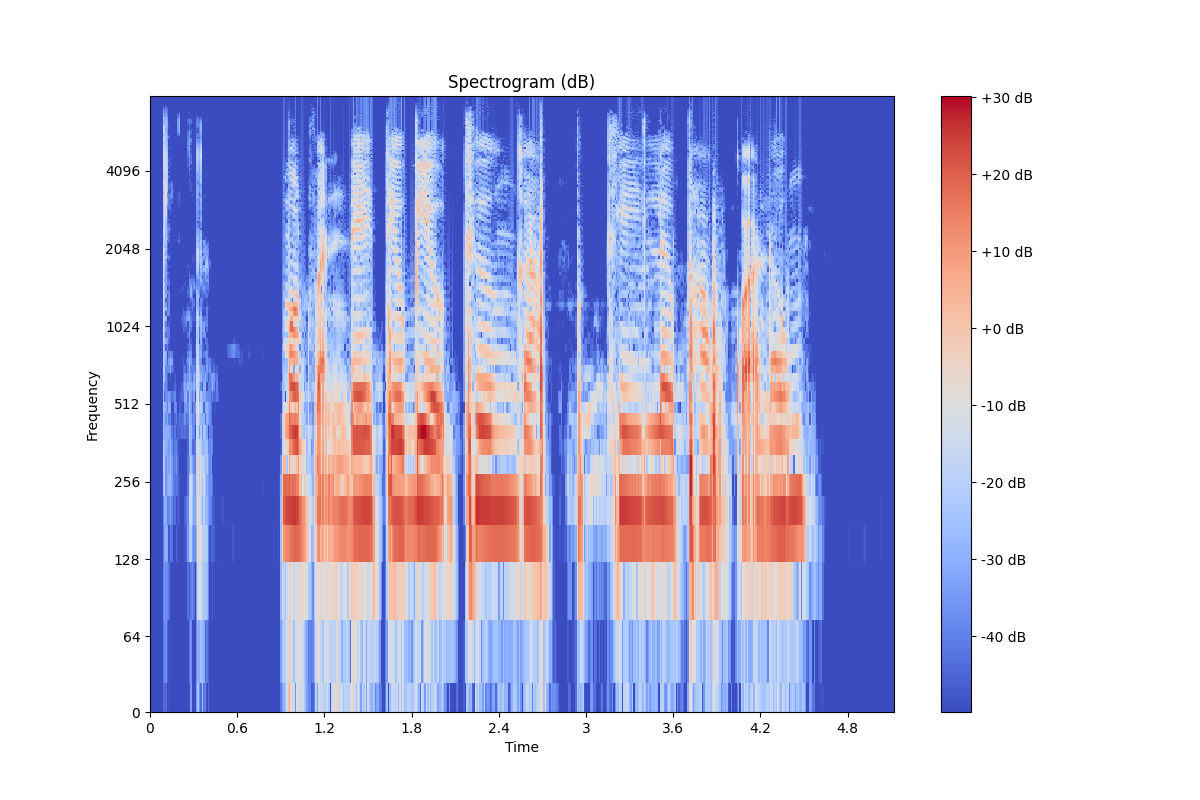 Spectrogram (dB)
+30 dB
+20 dB
+10 dB
+0 dB
-10 dB
-20 dB
-30 dB
-40 dB
Frequency
4096
2048
1024
512
256
128
64
0
0 0.6 1.2 1.8 2.4 3 3.6 4.2 4.8
Time